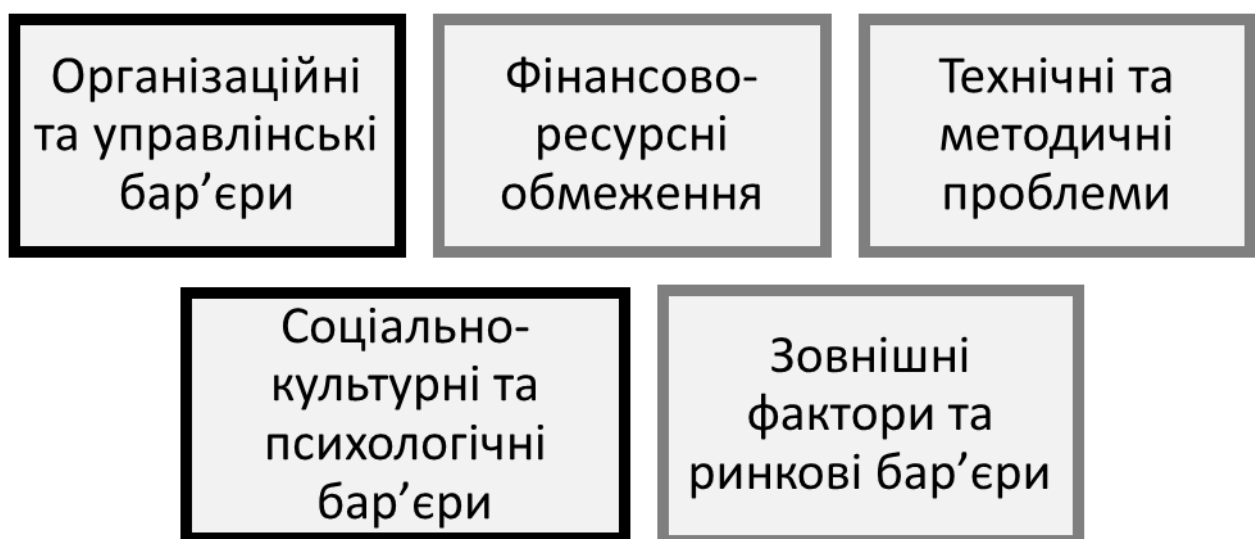 Організаційні
та управлінські
бар’єри
Фінансово-
ресурсні
обмеження
Технічні та
методичні
проблеми
Соціально-
культурні та
психологічні
бар’єри
Зовнішні
фактори та
ринкові бар’єри